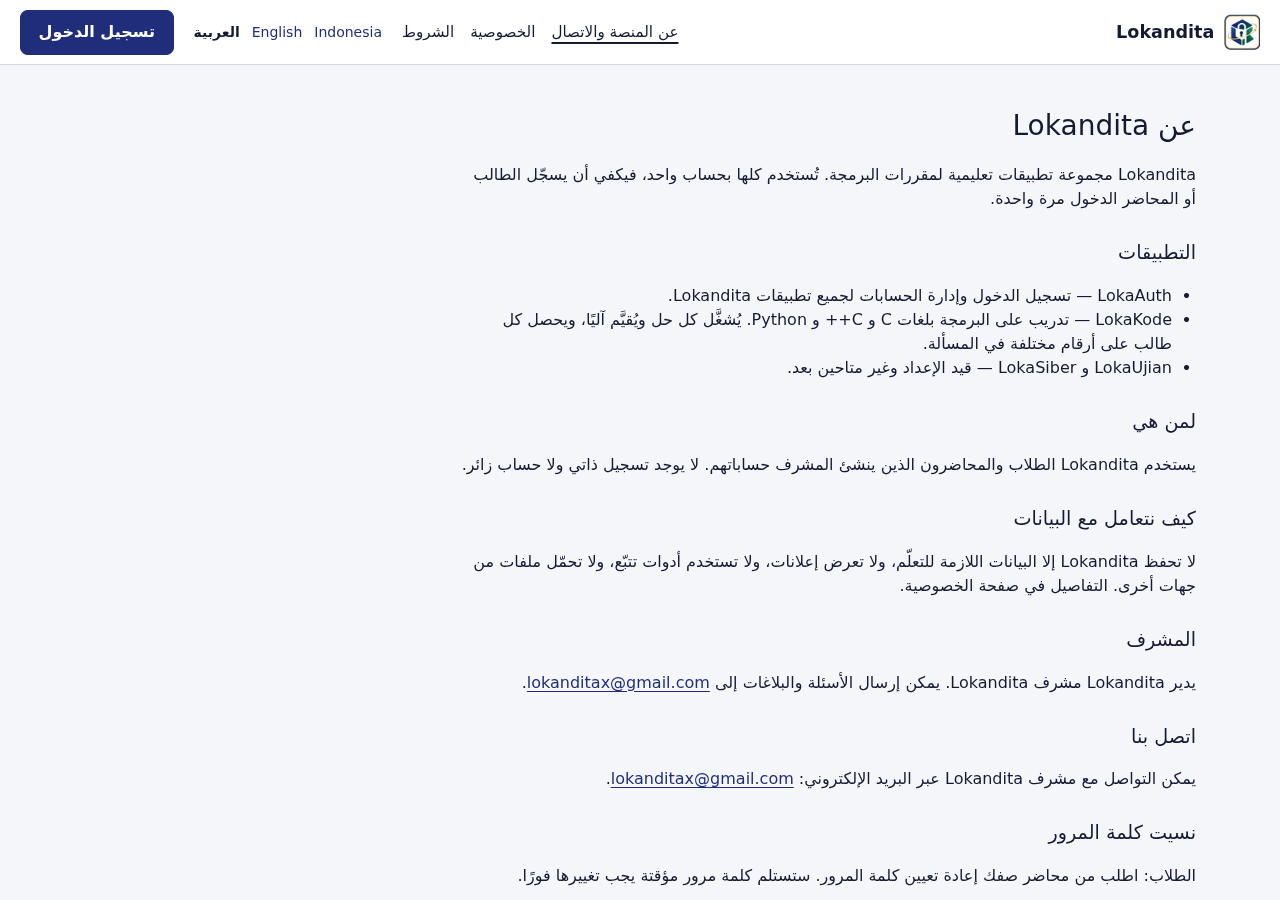 Lokandita
عن المنصة والاتصال
الخصوصية
الشروط
Indonesia
English
العربية
تسجيل الدخول
عن Lokandita
Lokandita مجموعة تطبيقات تعليمية لمقررات البرمجة. تُستخدم كلها بحساب واحد، فيكفي أن يسجّل الطالب
أو المحاضر الدخول مرة واحدة.
التطبيقات
• LokaAuth — تسجيل الدخول وإدارة الحسابات لجميع تطبيقات Lokandita.
• LokaKode — تدريب على البرمجة بلغات C و C++ و Python. يُشغَّل كل حل ويُقيَّم آليًا، ويحصل كل
طالب على أرقام مختلفة في المسألة.
• LokaUjian و LokaSiber — قيد الإعداد وغير متاحين بعد.
لمن هي
يستخدم Lokandita الطلاب والمحاضرون الذين ينشئ المشرف حساباتهم. لا يوجد تسجيل ذاتي ولا حساب زائر.
كيف نتعامل مع البيانات
لا تحفظ Lokandita إلا البيانات اللازمة للتعلّم، ولا تعرض إعلانات، ولا تستخدم أدوات تتبّع، ولا تحمّل ملفات من
جهات أخرى. التفاصيل في صفحة الخصوصية.
المشرف
يدير Lokandita مشرف Lokandita. يمكن إرسال الأسئلة والبلاغات إلى lokanditax@gmail.com.
اتصل بنا
يمكن التواصل مع مشرف Lokandita عبر البريد الإلكتروني: lokanditax@gmail.com.
نسيت كلمة المرور
الطلاب: اطلب من محاضر صفك إعادة تعيين كلمة المرور. ستستلم كلمة مرور مؤقتة يجب تغييرها فورًا.